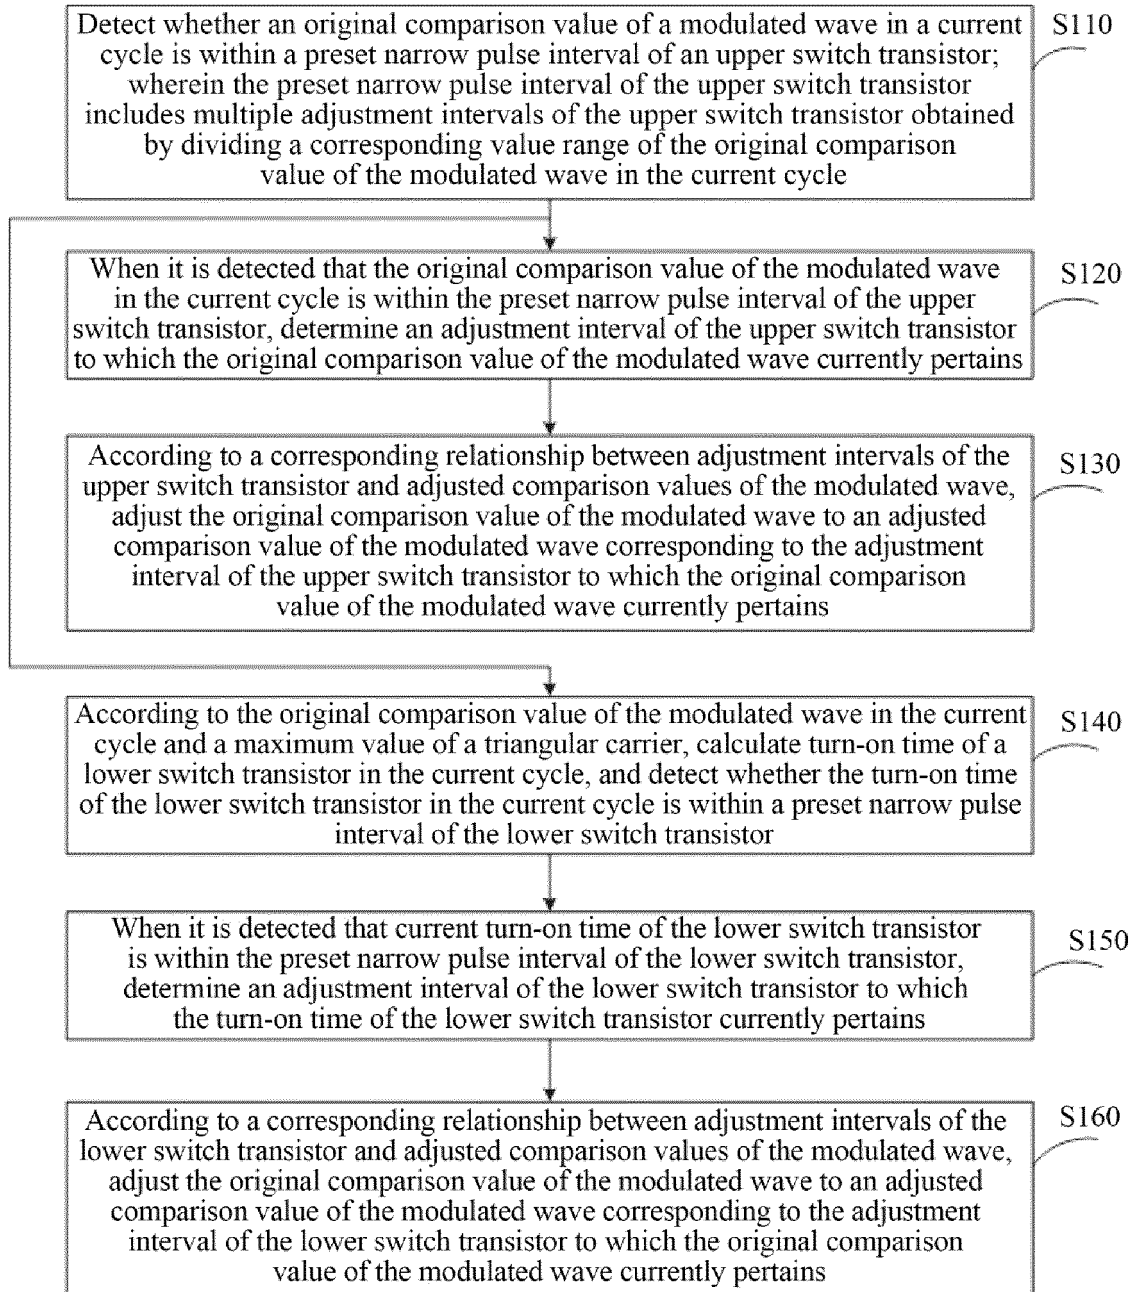 Detect whether an original comparison value of a modulated wave in a current
cycle is within a preset narrow pulse interval of an upper switch transistor;
wherein the preset narrow pulse interval of the upper switch transistor
includes multiple adjustment intervals of the upper switch transistor obtained
by dividing a corresponding value range of the original comparison
value of the modulated wave in the current cycle
S110
When it is detected that the original comparison value of the modulated wave
in the current cycle is within the preset narrow pulse interval of the upper
switch transistor, determine an adjustment interval of the upper switch transistor
to which the original comparison value of the modulated wave currently pertains
S120
According to a corresponding relationship between adjustment intervals of the
upper switch transistor and adjusted comparison values of the modulated wave,
adjust the original comparison value of the modulated wave to an adjusted
comparison value of the modulated wave corresponding to the adjustment
interval of the upper switch transistor to which the original comparison
value of the modulated wave currently pertains
S130
According to the original comparison value of the modulated wave in the current
cycle and a maximum value of a triangular carrier, calculate turn-on time of a
lower switch transistor in the current cycle, and detect whether the turn-on time
of the lower switch transistor in the current cycle is within a preset narrow pulse
interval of the lower switch transistor
S140
When it is detected that current turn-on time of the lower switch transistor
is within the preset narrow pulse interval of the lower switch transistor,
determine an adjustment interval of the lower switch transistor to which
the turn-on time of the lower switch transistor currently pertains
S150
According to a corresponding relationship between adjustment intervals of the
lower switch transistor and adjusted comparison values of the modulated wave,
adjust the original comparison value of the modulated wave to an adjusted
comparison value of the modulated wave corresponding to the adjustment
interval of the lower switch transistor to which the original comparison
value of the modulated wave currently pertains
S160